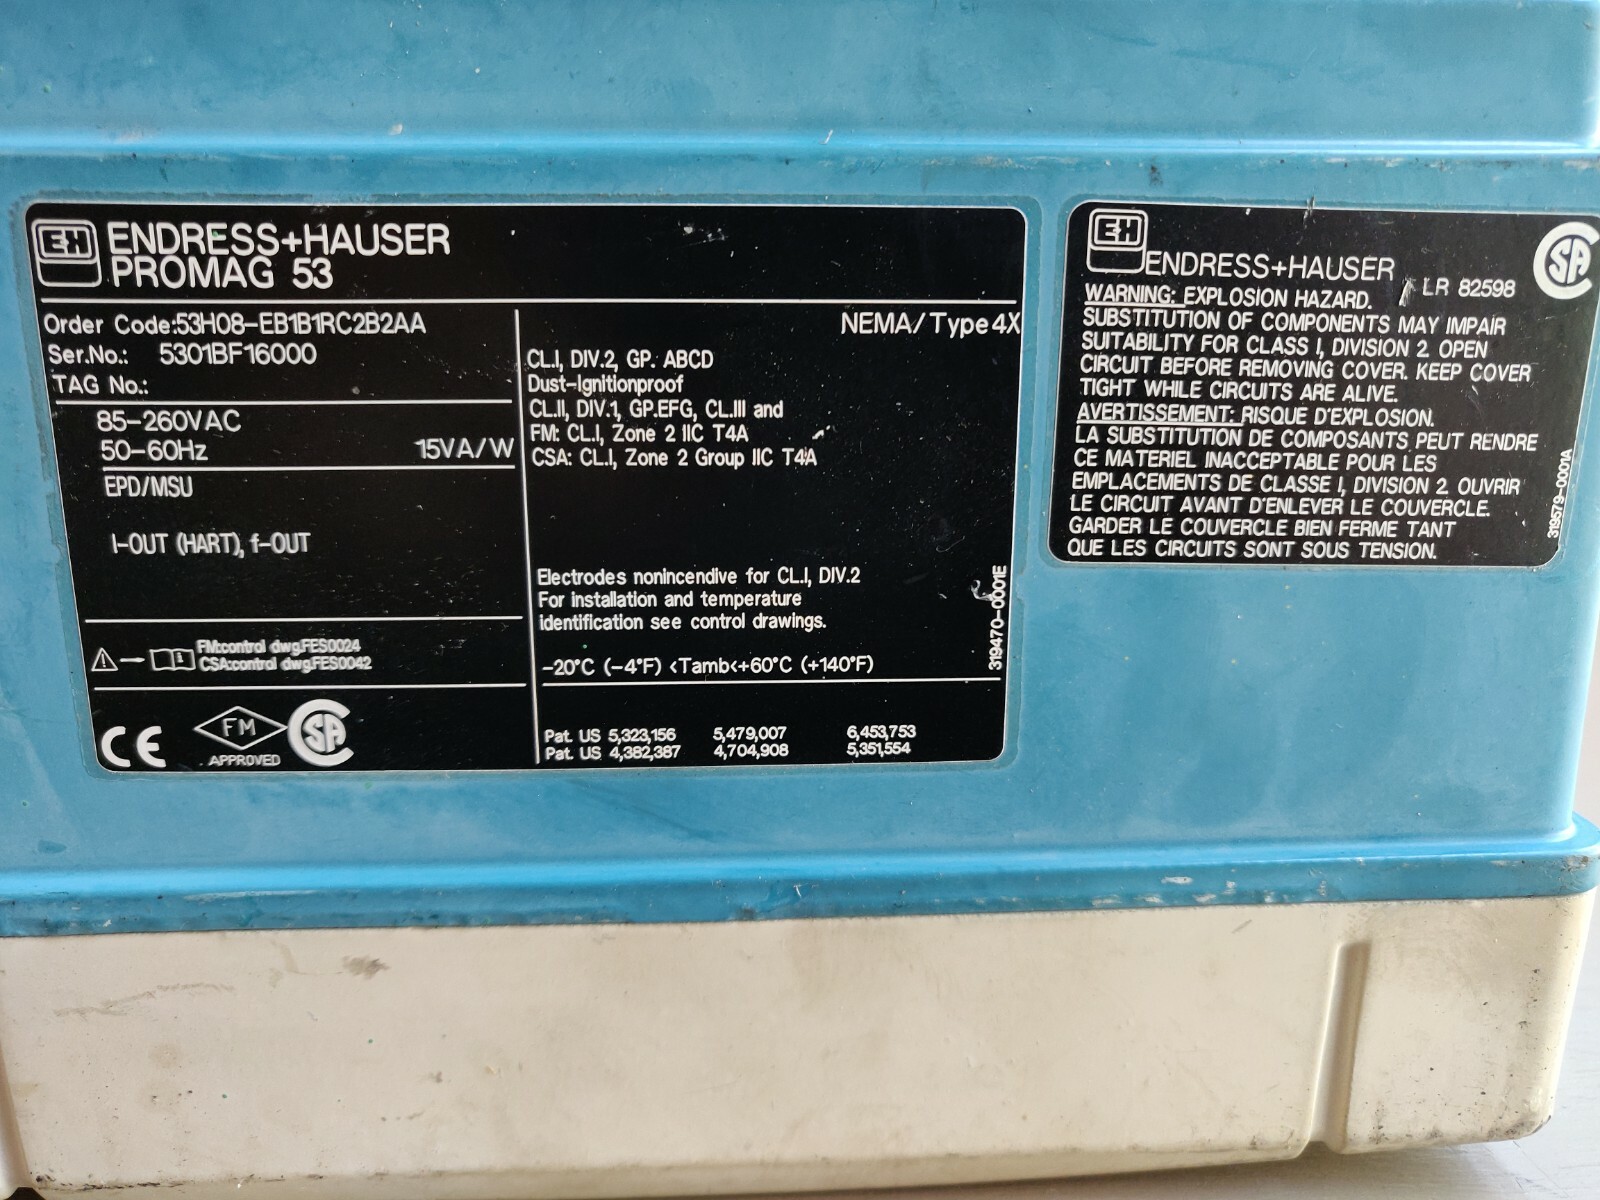 E+H ENDRESS+HAUSER
PROMAG 53
Order Code:53H08-EB1B1RC2B2AA
Ser.No.: 5301BF16000
TAG No.:
85-260VAC
50-60Hz 15VA/W
EPD/MSU
I-OUT (HART), f-OUT
FM:control dwg.FES0024
CSA:control dwg.FES0042
CE FM APPROVED CSA
NEMA/Type 4X
CL.I, DIV.2, GP. ABCD
Dust-Ignitionproof
CL.II, DIV.1, GP.EFG, CL.III and
FM: CL.I, Zone 2 IIC T4A
CSA: CL.I, Zone 2 Group IIC T4A
Electrodes nonincendive for CL.I, DIV.2
For installation and temperature
identification see control drawings.
-20°C (-4°F) <Tamb<+60°C (+140°F)
319470-0001E
Pat. US 5,323,156 5,479,007 6,453,753
Pat. US 4,382,387 4,704,908 5,351,554
E+H ENDRESS+HAUSER
CSA
LR 82598
WARNING: EXPLOSION HAZARD.
SUBSTITUTION OF COMPONENTS MAY IMPAIR
SUITABILITY FOR CLASS I, DIVISION 2. OPEN
CIRCUIT BEFORE REMOVING COVER. KEEP COVER
TIGHT WHILE CIRCUITS ARE ALIVE.
AVERTISSEMENT: RISQUE D'EXPLOSION.
LA SUBSTITUTION DE COMPOSANTS PEUT RENDRE
CE MATERIEL INACCEPTABLE POUR LES
EMPLACEMENTS DE CLASSE I, DIVISION 2. OUVRIR
LE CIRCUIT AVANT D'ENLEVER LE COUVERCLE.
GARDER LE COUVERCLE BIEN FERME TANT
QUE LES CIRCUITS SONT SOUS TENSION.
319579-0001A